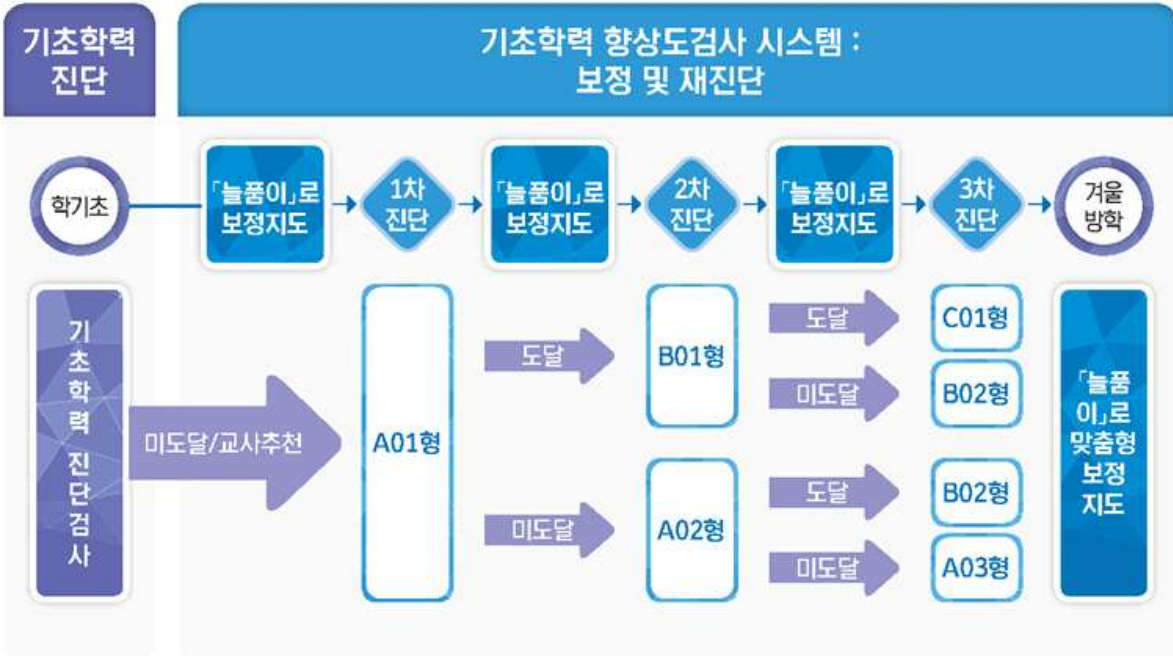 기초학력
진단
기초학력 향상도검사 시스템 :
보정 및 재진단
학기초
「늘품이」로
보정지도
1차
진단
「늘품이」로
보정지도
2차
진단
「늘품이」로
보정지도
3차
진단
겨울
방학
기초학력 진단검사
미도달/교사추천
A01형
도달
미도달
B01형
A02형
도달
미도달
도달
미도달
C01형
B02형
B02형
A03형
「늘품
이」로
맞춤형
보정
지도